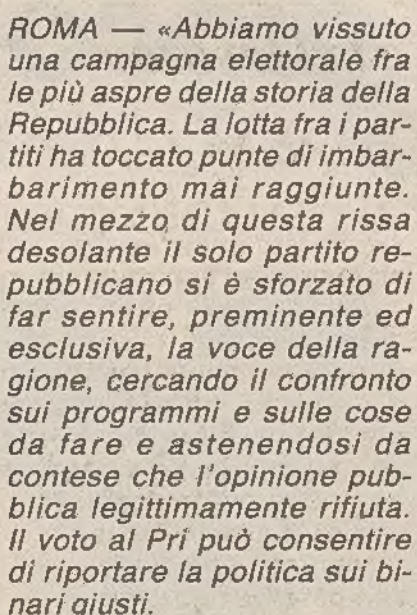 ROMA — «Abbiamo vissuto
una campagna elettorale fra
le più aspre della storia della
Repubblica. La lotta fra i par-
titi ha toccato punte di imbar-
barimento mai raggiunte.
Nel mezzo di questa rissa
desolante il solo partito re-
pubblicano si è sforzato di
far sentire, preminente ed
esclusiva, la voce della ra-
gione, cercando il confronto
sui programmi e sulle cose
da fare e astenendosi da
contese che l'opinione pub-
blica legittimamente rifiuta.
Il voto al Pri può consentire
di riportare la politica sui bi-
nari giusti.